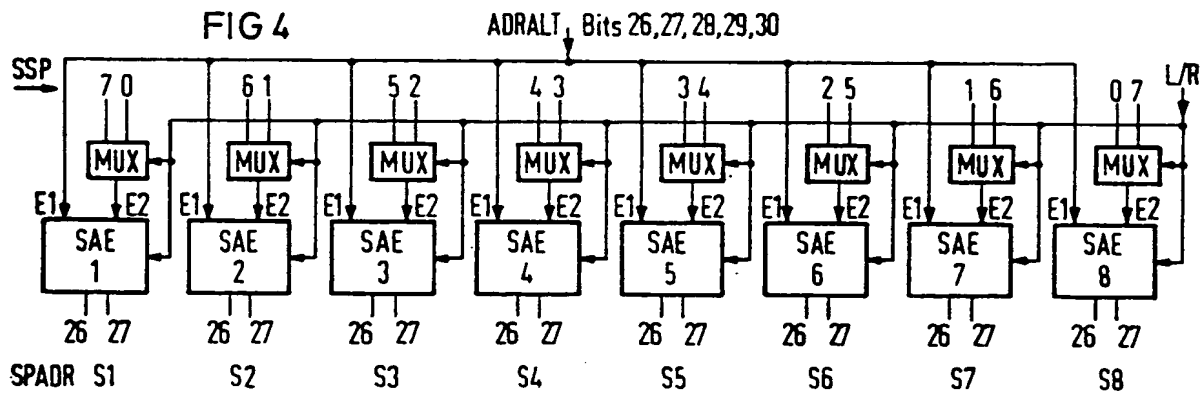 FIG 4
ADRALT Bits 26,27,28,29,30
SSP L/R
7 0 6 1 5 2 4 3 3 4 2 5 1 6 0 7
MUX MUX MUX MUX MUX MUX MUX MUX
E1 E2 E1 E2 E1 E2 E1 E2 E1 E2 E1 E2 E1 E2 E1 E2
SAE SAE SAE SAE SAE SAE SAE SAE
1 2 3 4 5 6 7 8
26 27 26 27 26 27 26 27 26 27 26 27 26 27 26 27
SPADR S1 S2 S3 S4 S5 S6 S7 S8